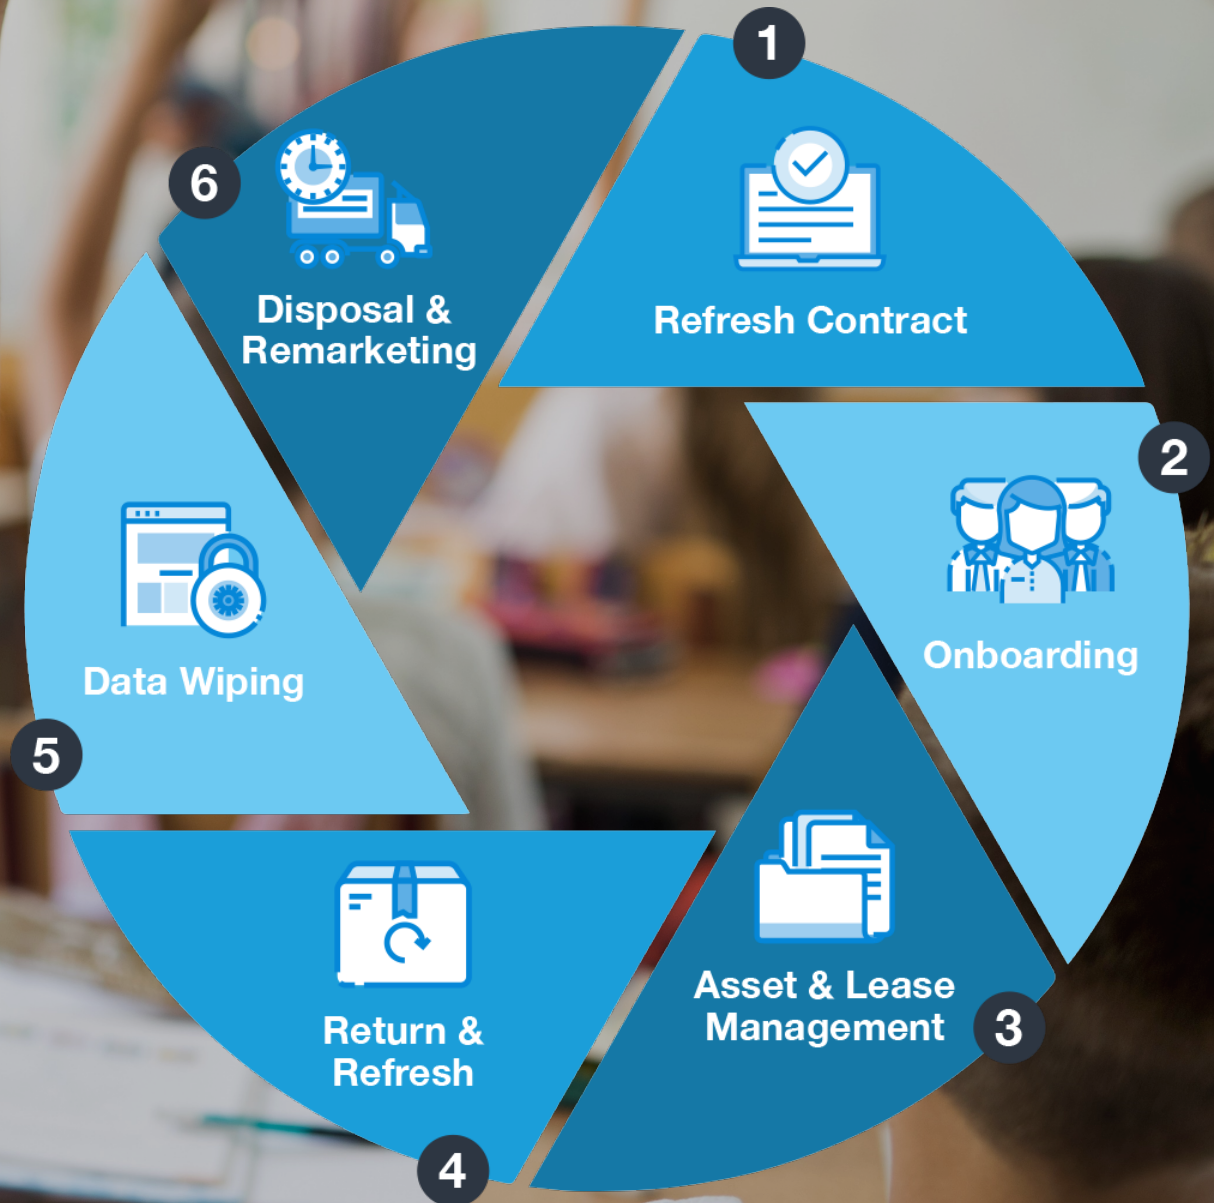 1
Refresh Contract
2
Onboarding
3
Asset & Lease
Management
4
Return &
Refresh
5
Data Wiping
6
Disposal &
Remarketing